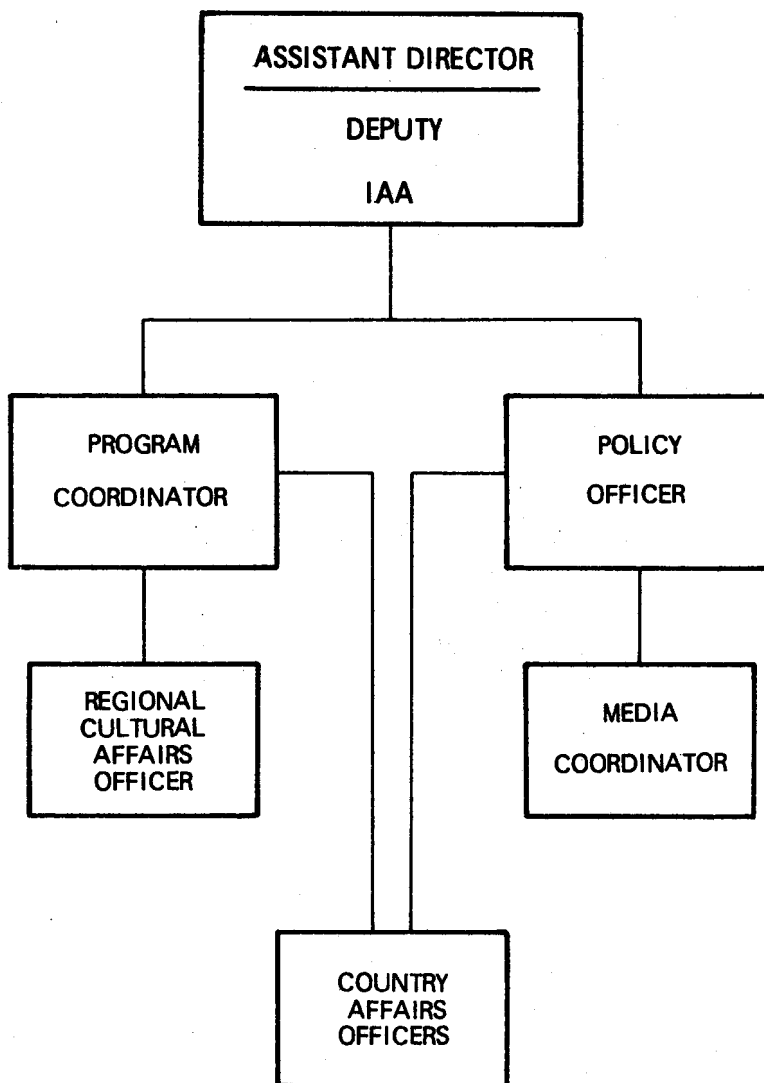 ASSISTANT DIRECTOR
DEPUTY
IAA
PROGRAM
COORDINATOR
POLICY
OFFICER
REGIONAL
CULTURAL
AFFAIRS
OFFICER
MEDIA
COORDINATOR
COUNTRY
AFFAIRS
OFFICERS